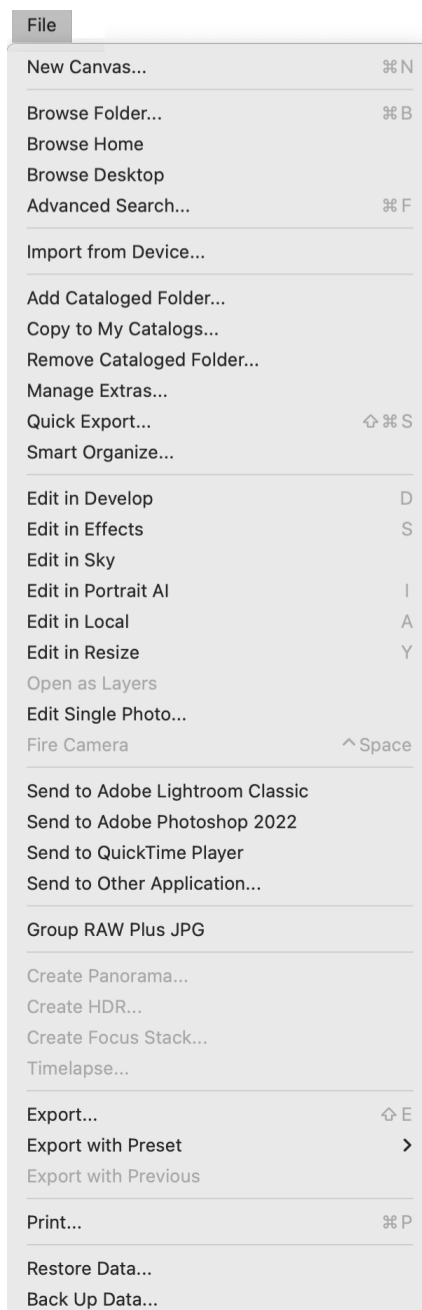 File
New Canvas... ⌘ N
Browse Folder... ⌘ B
Browse Home
Browse Desktop
Advanced Search... ⌘ F
Import from Device...
Add Cataloged Folder...
Copy to My Catalogs...
Remove Cataloged Folder...
Manage Extras...
Quick Export... ⇧ ⌘ S
Smart Organize...
Edit in Develop D
Edit in Effects S
Edit in Sky
Edit in Portrait AI I
Edit in Local A
Edit in Resize Y
Open as Layers
Edit Single Photo...
Fire Camera ^ Space
Send to Adobe Lightroom Classic
Send to Adobe Photoshop 2022
Send to QuickTime Player
Send to Other Application...
Group RAW Plus JPG
Create Panorama...
Create HDR...
Create Focus Stack...
Timelapse...
Export... ⇧ E
Export with Preset >
Export with Previous
Print... ⌘ P
Restore Data...
Back Up Data...